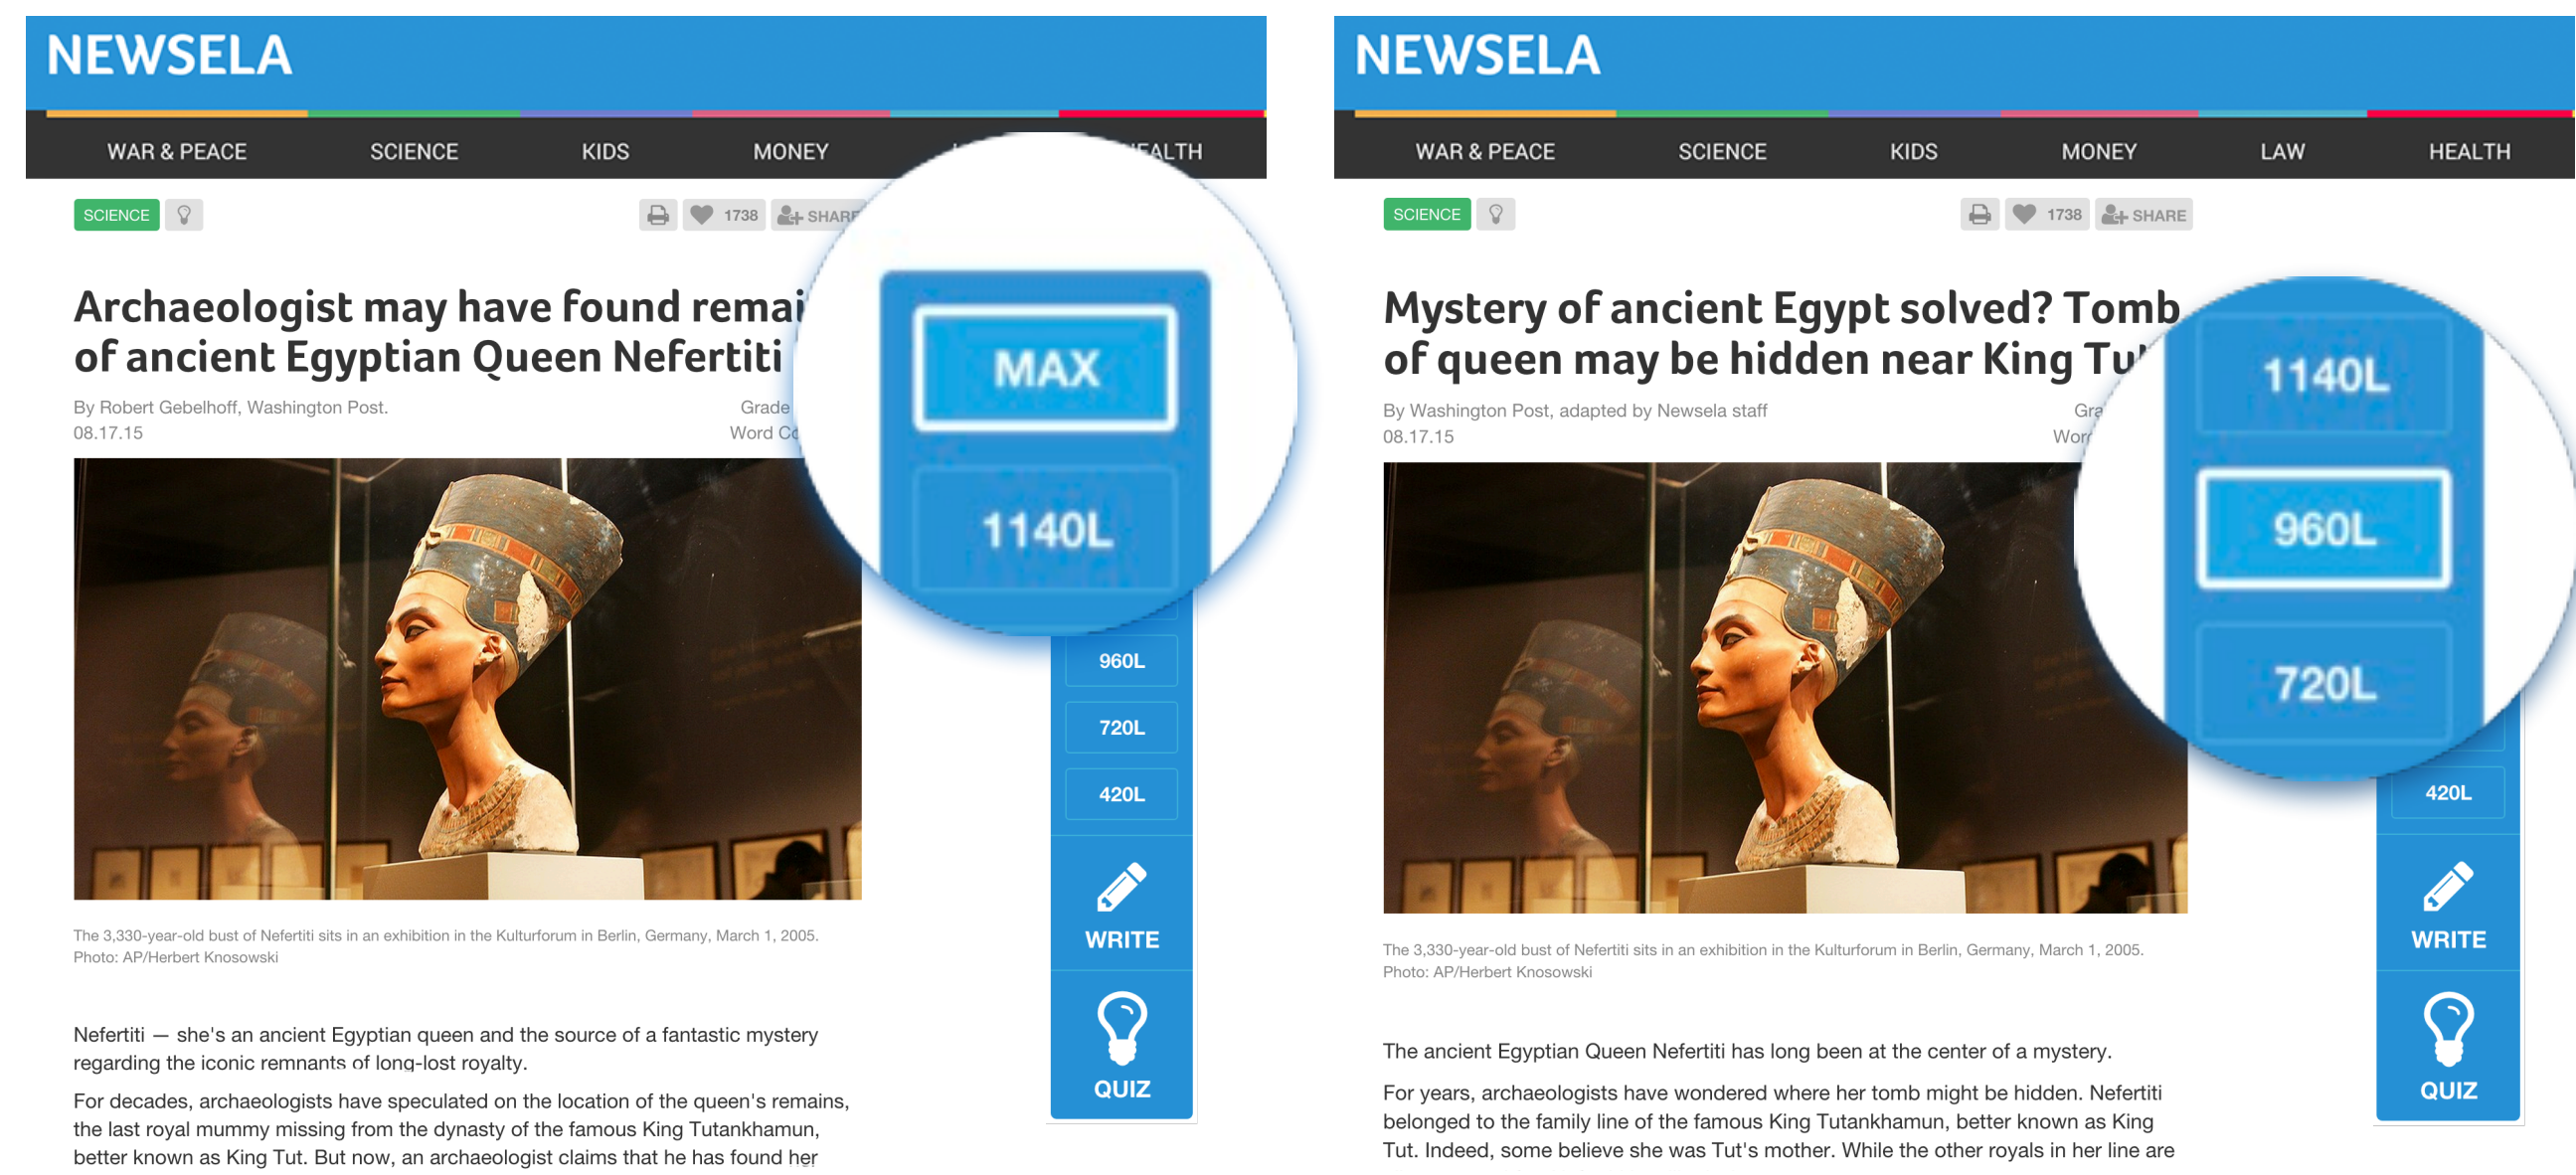 NEWSELA
WAR & PEACE SCIENCE KIDS MONEY
SCIENCE
1738 SHARE
Archaeologist may have found
of ancient Egyptian Queen Nefertiti
By Robert Gebelhoff, Washington Post.
Grade
08.17.15
Word
MAX
1140L
960L
720L
420L
WRITE
QUIZ
The 3,330-year-old bust of Nefertiti sits in an exhibition in the Kulturforum in Berlin, Germany, March 1, 2005.
Photo: AP/Herbert Knosowski
Nefertiti — she's an ancient Egyptian queen and the source of a fantastic mystery
regarding the iconic remnants of long-lost royalty.
For decades, archaeologists have speculated on the location of the queen's remains,
the last royal mummy missing from the dynasty of the famous King Tutankhamun,
better known as King Tut. But now, an archaeologist claims that he has found her
NEWSELA
WAR & PEACE SCIENCE KIDS MONEY LAW HEALTH
SCIENCE
1738 SHARE
Mystery of ancient Egypt solved? Tomb
of queen may be hidden near King
By Washington Post, adapted by Newsela staff
08.17.15
1140L
960L
720L
420L
WRITE
QUIZ
The 3,330-year-old bust of Nefertiti sits in an exhibition in the Kulturforum in Berlin, Germany, March 1, 2005.
Photo: AP/Herbert Knosowski
The ancient Egyptian Queen Nefertiti has long been at the center of a mystery.
For years, archaeologists have wondered where her tomb might be hidden. Nefertiti
belonged to the family line of the famous King Tutankhamun, better known as King
Tut. Indeed, some believe she was Tut's mother. While the other royals in her line are